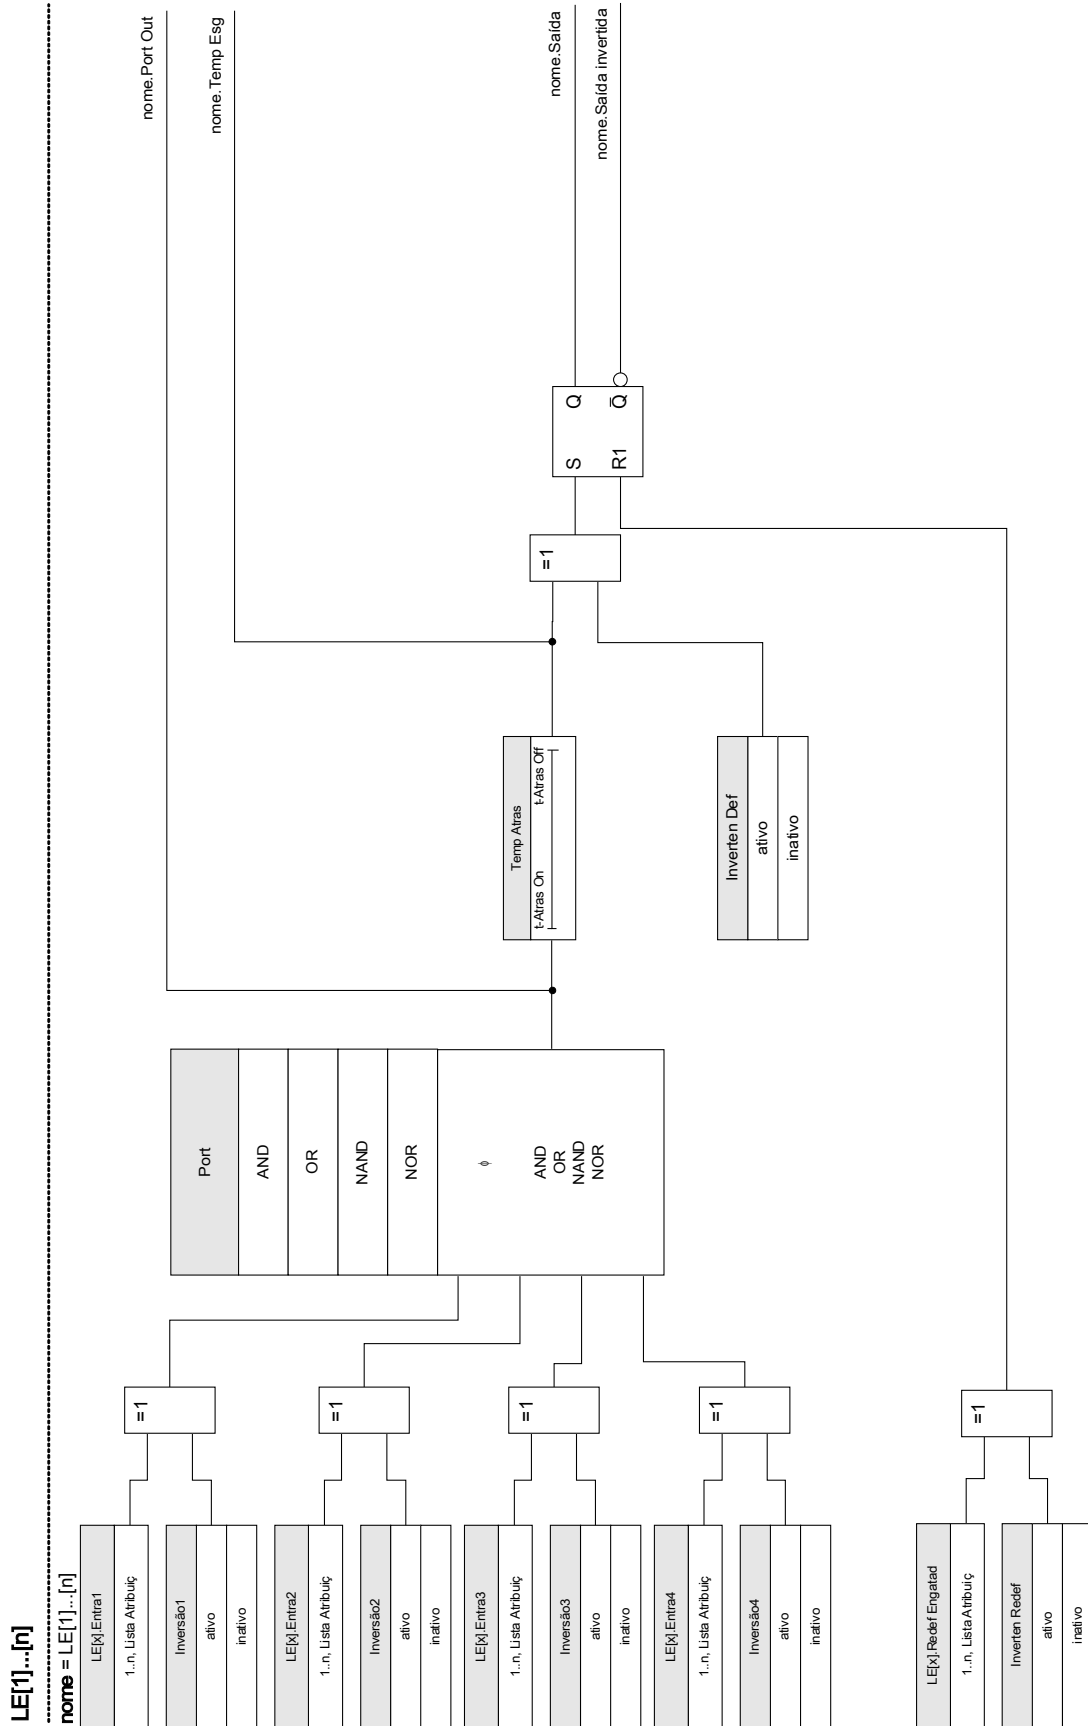 LE[1]...[n]
nome = LE[1]...[n]
LE[x].Entra1
1..n, Lista Atribuiç
Inversão1
ativo
inativo
LE[x].Entra2
1..n, Lista Atribuiç
Inversão2
ativo
inativo
LE[x].Entra3
1..n, Lista Atribuiç
Inversão3
ativo
inativo
LE[x].Entra4
1..n, Lista Atribuiç
Inversão4
ativo
inativo
LE[x].Redef Engatad
1..n, Lista Atribuiç
Inverten Redef
ativo
inativo
=1
=1
=1
=1
=1
Port
AND
OR
NAND
NOR
ϕ
AND
OR
NAND
NOR
Temp Atras
t-Atras On
t-Atras Off
Inverten Def
ativo
inativo
=1
S
Q
R1
Q̅
nome.Port Out
nome.Temp Esg
nome.Saída
nome.Saída invertida